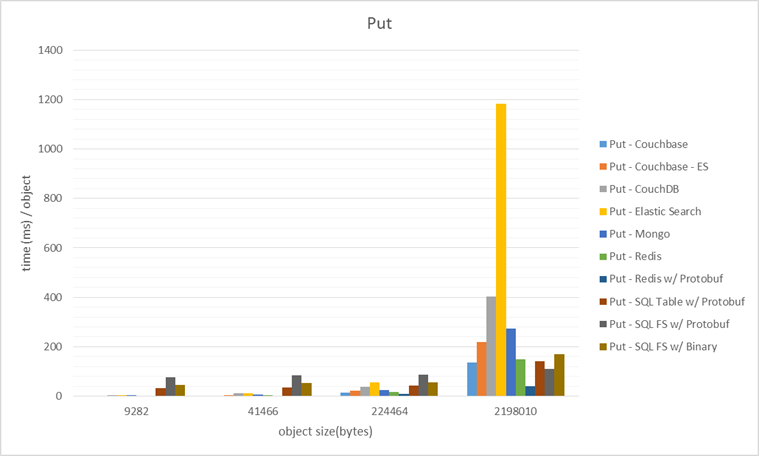 Put
1400
1200
1000
800
600
400
200
0
time (ms) / object
9282 41466 224464 2198010
object size(bytes)
Put - Couchbase
Put - Couchbase - ES
Put - CouchDB
Put - Elastic Search
Put - Mongo
Put - Redis
Put - Redis w/ Protobuf
Put - SQL Table w/ Protobuf
Put - SQL FS w/ Protobuf
Put - SQL FS w/ Binary